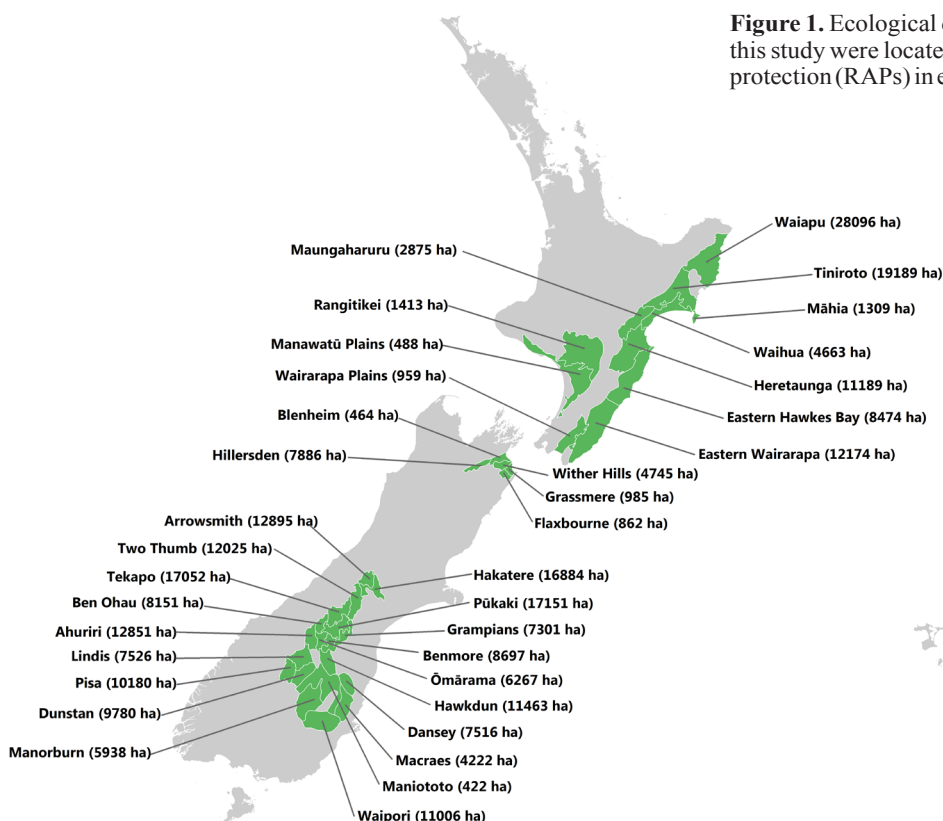 Figure 1. Ecological
this study were locate
protection (RAPs) in e
Waiapu (28096 ha)
Maungaharuru (2875 ha)
Tiniroto (19189 ha)
Rangitikei (1413 ha)
Māhia (1309 ha)
Manawatū Plains (488 ha)
Waihua (4663 ha)
Wairarapa Plains (959 ha)
Heretaunga (11189 ha)
Blenheim (464 ha)
Eastern Hawkes Bay (8474 ha)
Hillersden (7886 ha)
Eastern Wairarapa (12174 ha)
Wither Hills (4745 ha)
Grassmere (985 ha)
Flaxbourne (862 ha)
Arrowsmith (12895 ha)
Two Thumb (12025 ha)
Tekapo (17052 ha)
Hakatere (16884 ha)
Ben Ohau (8151 ha)
Pūkaki (17151 ha)
Ahuriri (12851 ha)
Grampians (7301 ha)
Lindis (7526 ha)
Benmore (8697 ha)
Pisa (10180 ha)
Ōmārama (6267 ha)
Dunstan (9780 ha)
Hawkdun (11463 ha)
Manorburn (5938 ha)
Dansey (7516 ha)
Macraes (4222 ha)
Maniototo (422 ha)
Waipori (11006 ha)